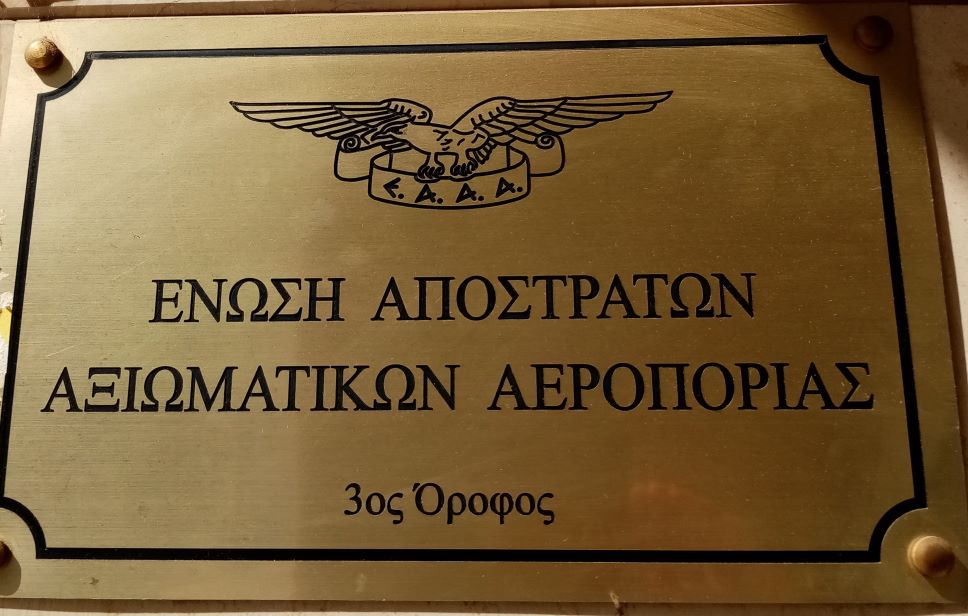 Ε.Α.Α.Α.
ΕΝΩΣΗ ΑΠΟΣΤΡΑΤΩΝ
ΑΞΙΩΜΑΤΙΚΩΝ ΑΕΡΟΠΟΡΙΑΣ
3ος Όροφος